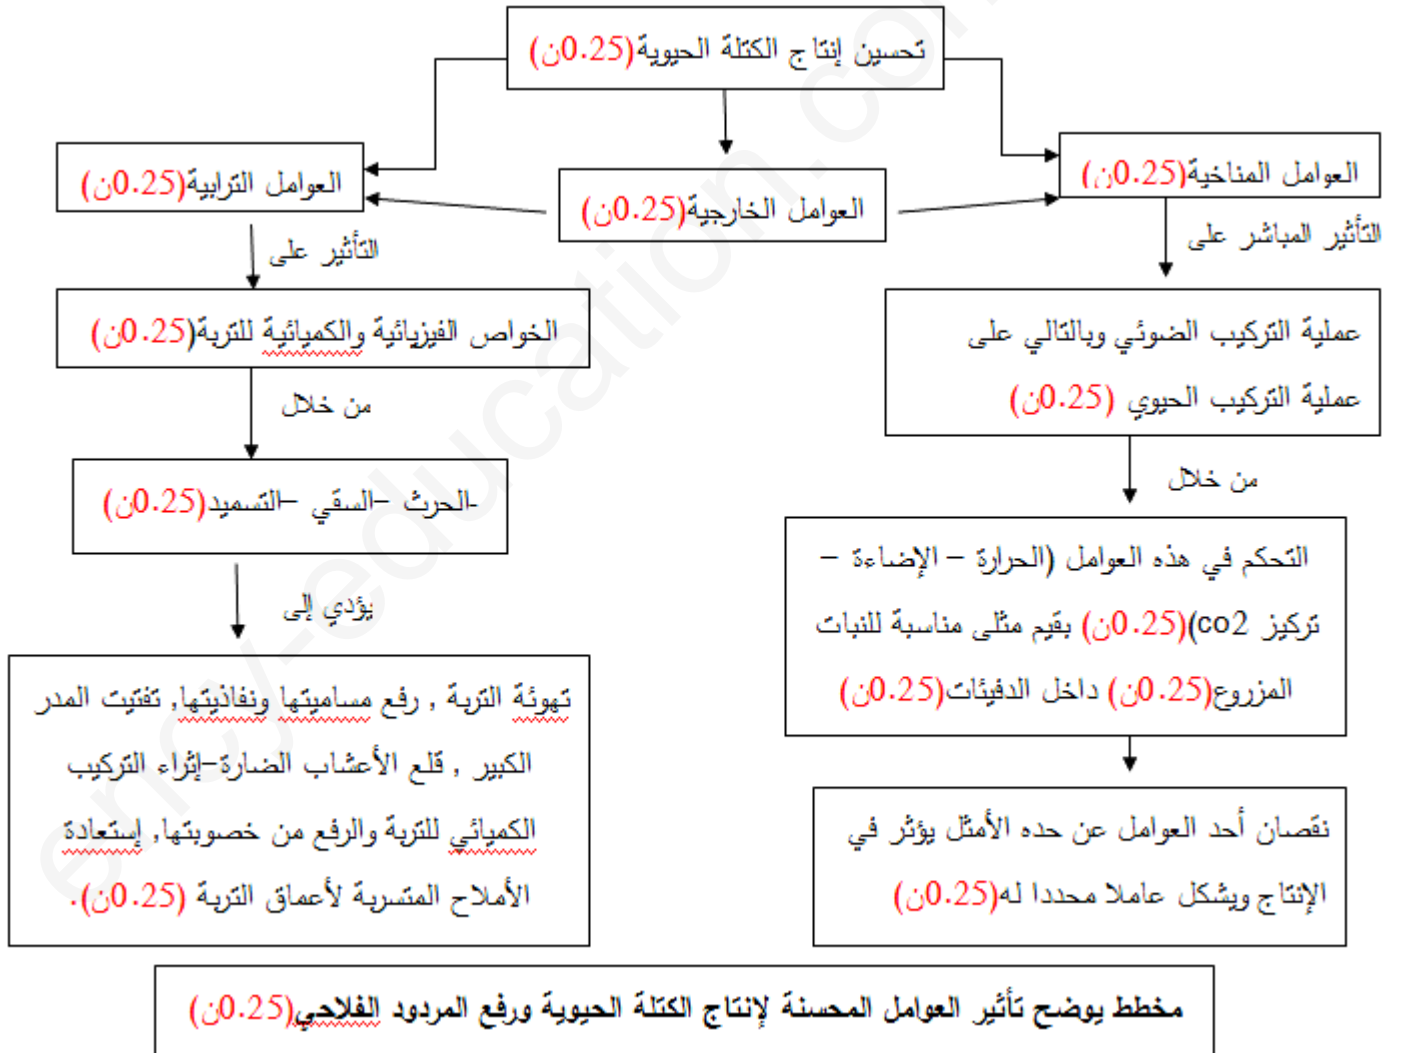 تحسين إنتاج الكتلة الحيوية(0.25ن)
العوامل المناخية(0.25ن)
العوامل الخارجية(0.25ن)
العوامل الترابية(0.25ن)
التأثير المباشر على
التأثير على
عملية التركيب الضوئي وبالتالي على
عملية التركيب الحيوي (0.25ن)
الخواص الفيزيائية والكميائية للتربة(0.25ن)
من خلال
من خلال
التحكم في هذه العوامل (الحرارة – الإضاءة –
تركيز co2)(0.25ن) بقيم مثلى مناسبة للنبات
المزروع(0.25ن) داخل الدفيئات(0.25ن)
-الحرث –السقي –التسميد(0.25ن)
يؤدي إلى
نقصان أحد العوامل عن حده الأمثل يؤثر في
الإنتاج ويشكل عاملا محددا له(0.25ن)
تهوئة التربة , رفع مساميتها ونفاذيتها, تفتيت المدر
الكبير , قلع الأعشاب الضارة–إثراء التركيب
الكميائي للتربة والرفع من خصوبتها, إستعادة
الأملاح المتسربة لأعماق التربة (0.25ن).
مخطط يوضح تأثير العوامل المحسنة لإنتاج الكتلة الحيوية ورفع المردود الفلاحي(0.25ن)
ency-education.com